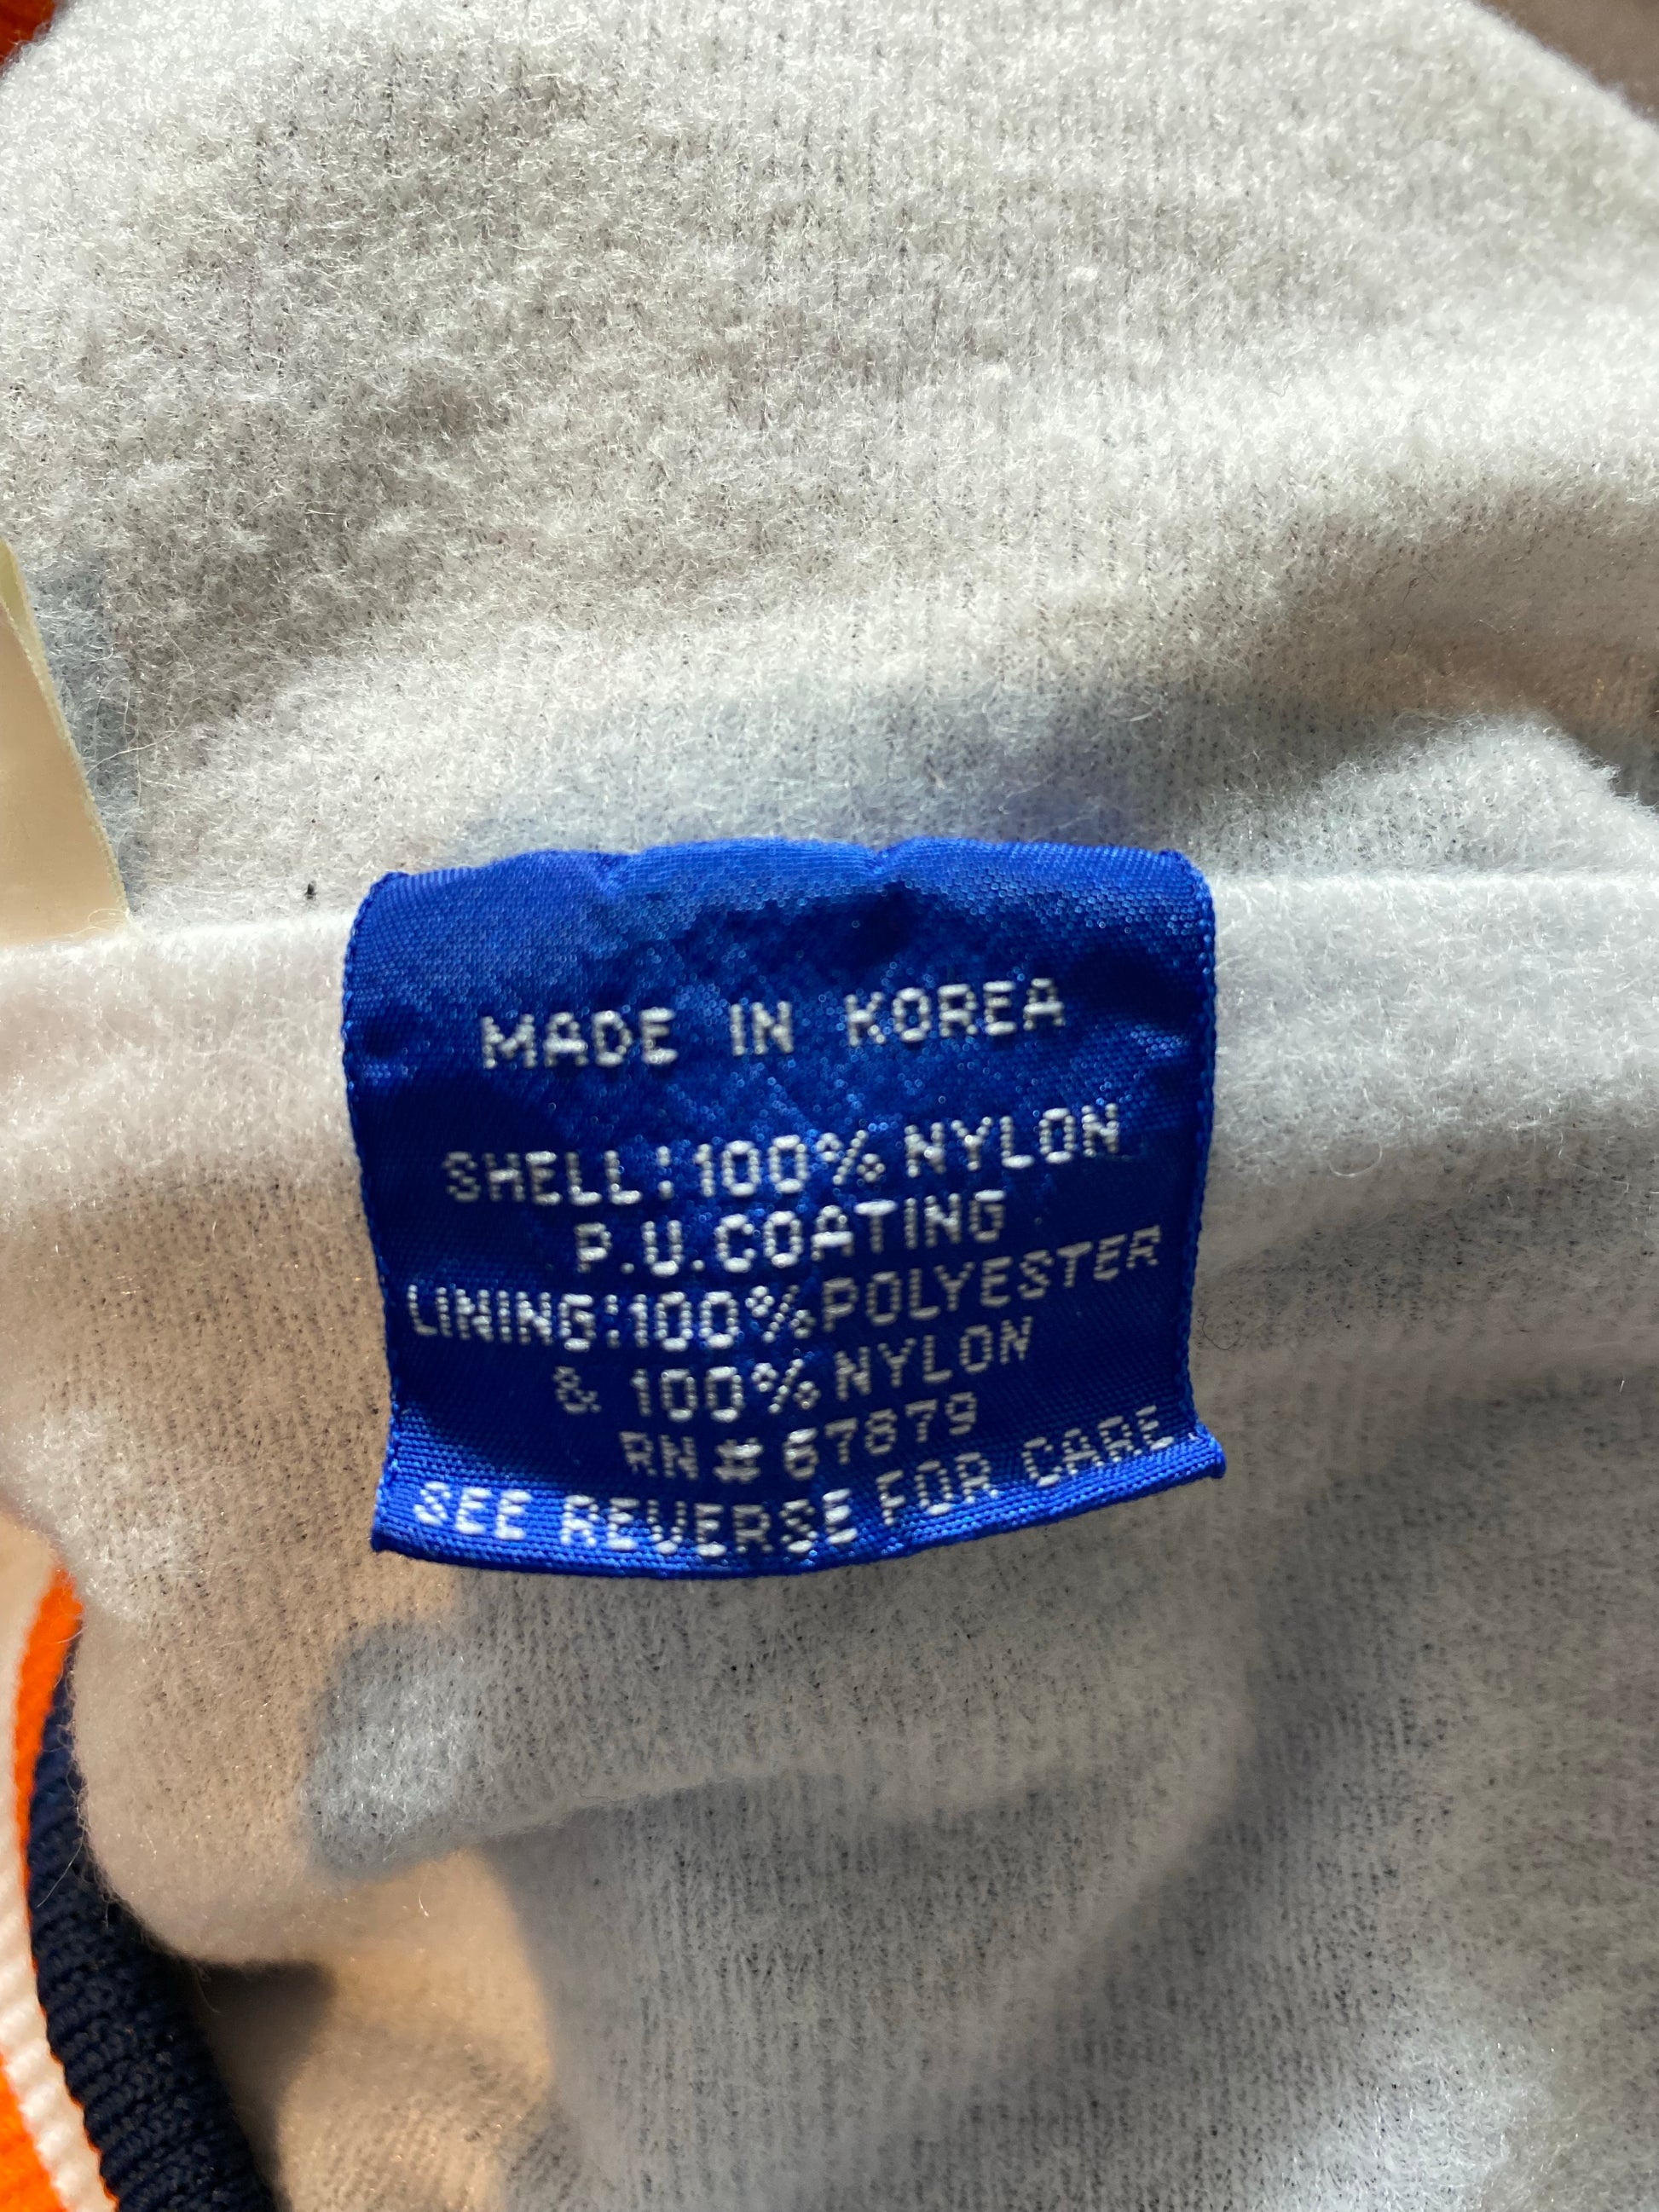 MADE IN KOREA
SHELL:100% NYLON
P.U.COATING
LINING:100% POLYESTER
& 100% NYLON
RN # 67879
SEE REVERSE FOR CARE.